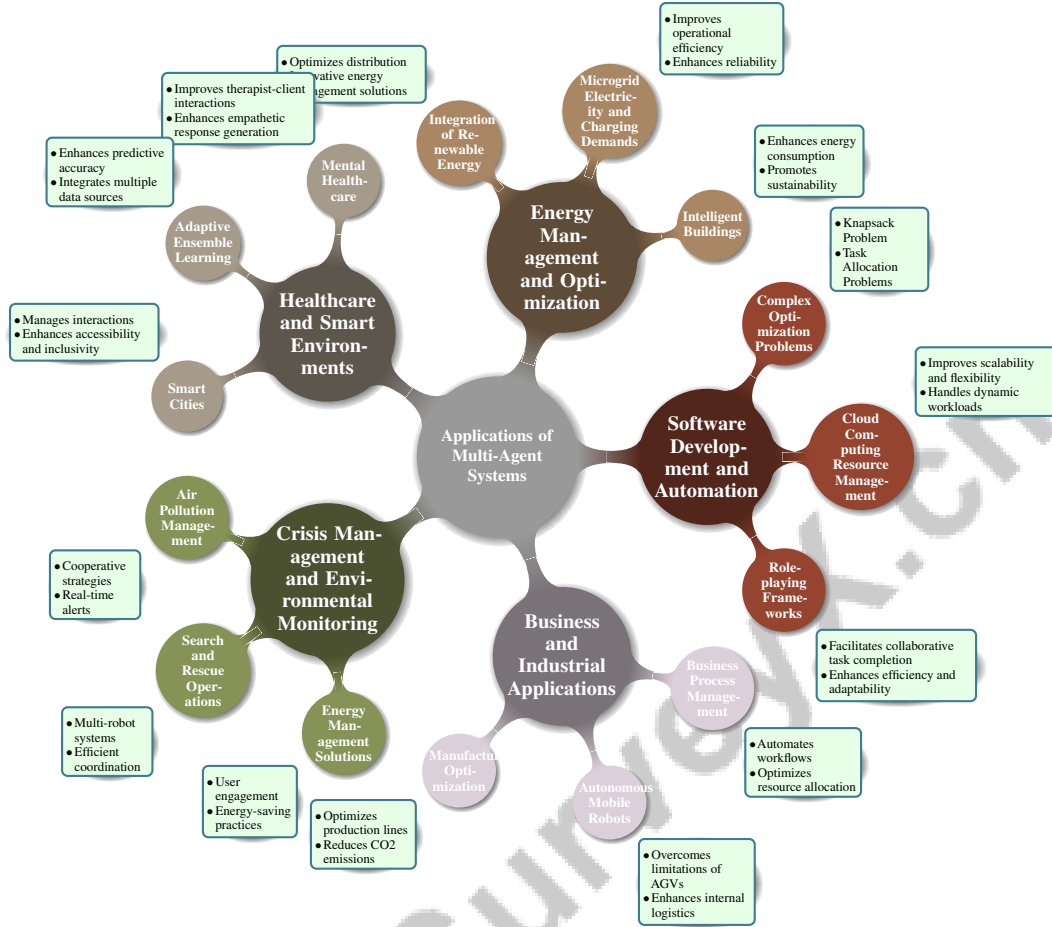 Applications of
Multi-Agent
Systems
Energy
Man-
agement
and Opti-
mization
Integration
of Re-
newable
Energy
Optimizes distribution
energy
solutions
Microgrid
Electric-
ity and
Charging
Demands
Improves
operational
efficiency
Enhances reliability
Intelligent
Buildings
Enhances energy
consumption
Promotes
sustainability
Healthcare
and Smart
Environ-
ments
Mental
Health-
care
Improves therapist-client
interactions
Enhances empathetic
response generation
Adaptive
Ensemble
Learning
Enhances predictive
accuracy
Integrates multiple
data sources
Smart
Cities
Manages interactions
Enhances accessibility
and inclusivity
Software
Develop-
ment and
Automation
Complex
Opti-
mization
Problems
Knapsack
Problem
Task
Allocation
Problems
Cloud
Com-
puting
Resource
Manage-
ment
Improves scalability
and flexibility
Handles dynamic
workloads
Role-
playing
Frame-
works
Facilitates collaborative
task completion
Enhances efficiency and
adaptability
Crisis Man-
agement
and Envi-
ronmental
Monitoring
Air
Pollution
Manage-
ment
Cooperative
strategies
Real-time
alerts
Search
and
Rescue
Oper-
ations
Multi-robot
systems
Efficient
coordination
Energy
Man-
agement
Solutions
User
engagement
Energy-saving
practices
Business
and
Industrial
Applications
Manufactu
Opti-
mization
Optimizes
production lines
Reduces CO2
emissions
Autonomous
Mobile
Robots
Overcomes
limitations of
AGVs
Enhances internal
logistics
Business
Process
Manage-
ment
Automates
workflows
Optimizes
resource allocation